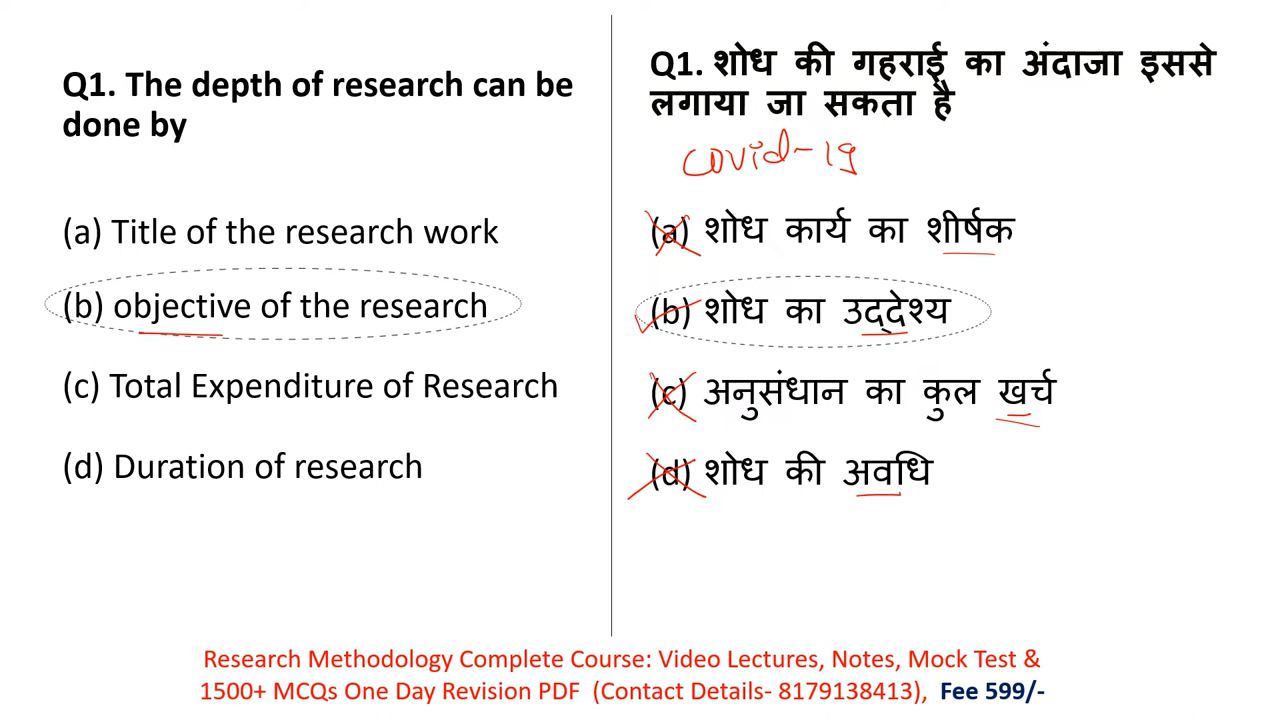 Q1. The depth of research can be
done by
(a) Title of the research work
(b) objective of the research
(c) Total Expenditure of Research
(d) Duration of research
Q1. शोध की गहराई का अंदाजा इससे
लगाया जा सकता है
covid-19
(a) शोध कार्य का शीर्षक
(b) शोध का उद्देश्य
(c) अनुसंधान का कुल खर्च
(d) शोध की अवधि
Research Methodology Complete Course: Video Lectures, Notes, Mock Test &
1500+ MCQs One Day Revision PDF (Contact Details- 8179138413), Fee 599/-